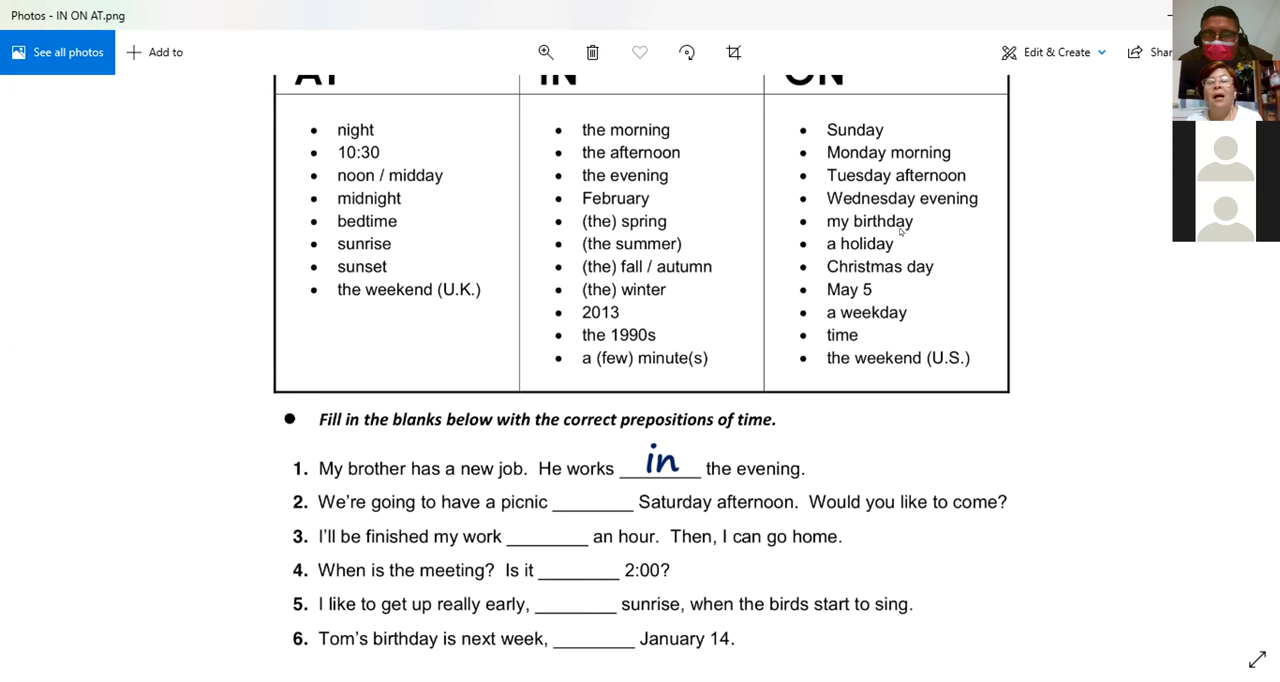 Photos - IN ON AT.png
See all photos
Add to
Edit & Create
Shar
AT
IN
ON
night
10:30
noon / midday
midnight
bedtime
sunrise
sunset
the weekend (U.K.)
the morning
the afternoon
the evening
February
(the) spring
(the summer)
(the) fall / autumn
(the) winter
2013
the 1990s
a (few) minute(s)
Sunday
Monday morning
Tuesday afternoon
Wednesday evening
my birthday
a holiday
Christmas day
May 5
a weekday
time
the weekend (U.S.)
Fill in the blanks below with the correct prepositions of time.
1. My brother has a new job. He works in the evening.
2. We're going to have a picnic ________ Saturday afternoon. Would you like to come?
3. I'll be finished my work ________ an hour. Then, I can go home.
4. When is the meeting? Is it ________ 2:00?
5. I like to get up really early, ________ sunrise, when the birds start to sing.
6. Tom's birthday is next week, ________ January 14.